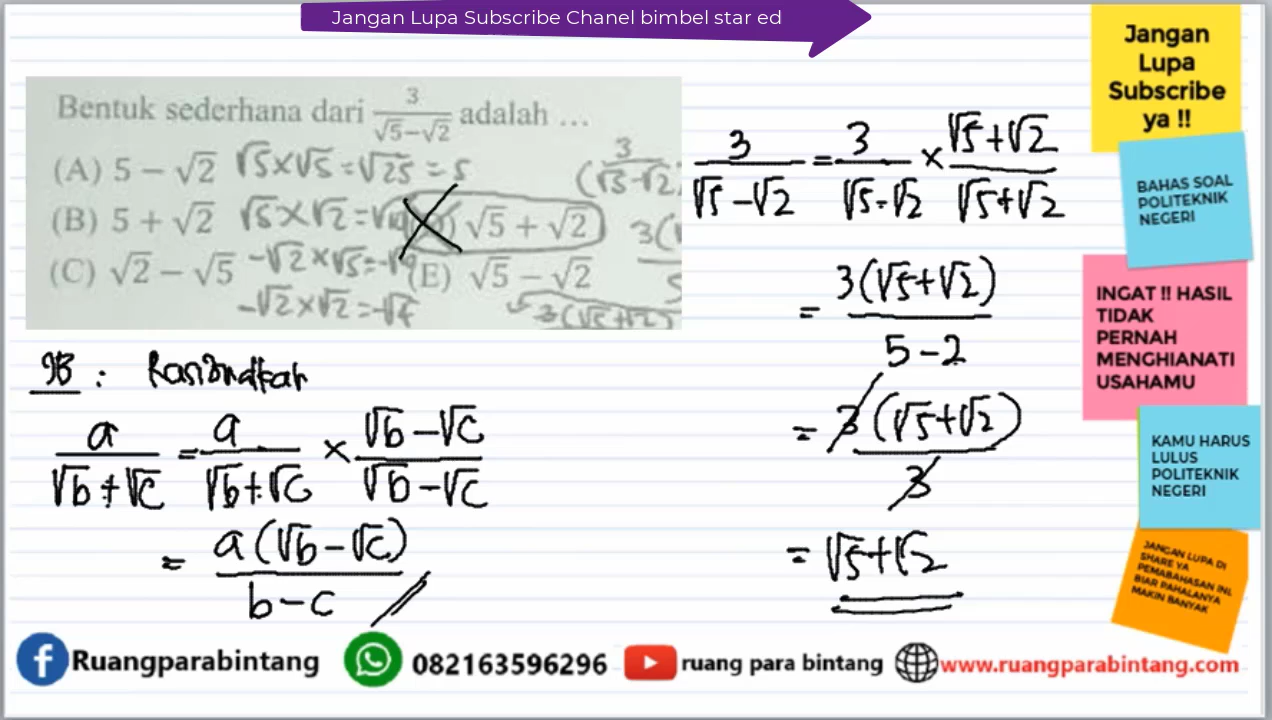 Jangan Lupa Subscribe Chanel bimbel star ed
Bentuk sederhana dari 3/(√5−√2) adalah ...
(A) 5 − √2 √5 × √5 = √25 = 5
(B) 5 + √2 √5 × √2 = √5 + √2
(C) √2 − √5 −√2 × √5 = (E) √5 − √2
−√2 × √2 = −√4 3(√5+√2)
3/(√5−√2) = 3/(√5−√2) × (√5+√2)/(√5+√2)
= 3(√5+√2)/(5−2)
= 3(√5+√2)/3
= √5+√2
a/(√b+√c) = a/(√b+√c) × (√b−√c)/(√b−√c)
= a(√b−√c)/(b−c)
Jangan
Lupa
Subscribe
ya !!
BAHAS SOAL
POLITEKNIK
NEGERI
INGAT !! HASIL
TIDAK
PERNAH
MENGHIANATI
USAHAMU
KAMU HARUS
LULUS
POLITEKNIK
NEGERI
JANGAN LUPA DI
SHARE YA
PEMABAHASAN INI,
BIAR PAHALANYA
MAKIN BANYAK
Ruangparabintang 082163596296 ruang para bintang www.ruangparabintang.com